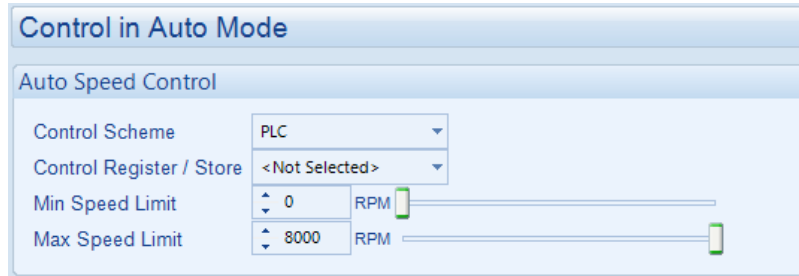 Control in Auto Mode
Auto Speed Control
Control Scheme PLC
Control Register / Store <Not Selected>
Min Speed Limit 0 RPM
Max Speed Limit 8000 RPM